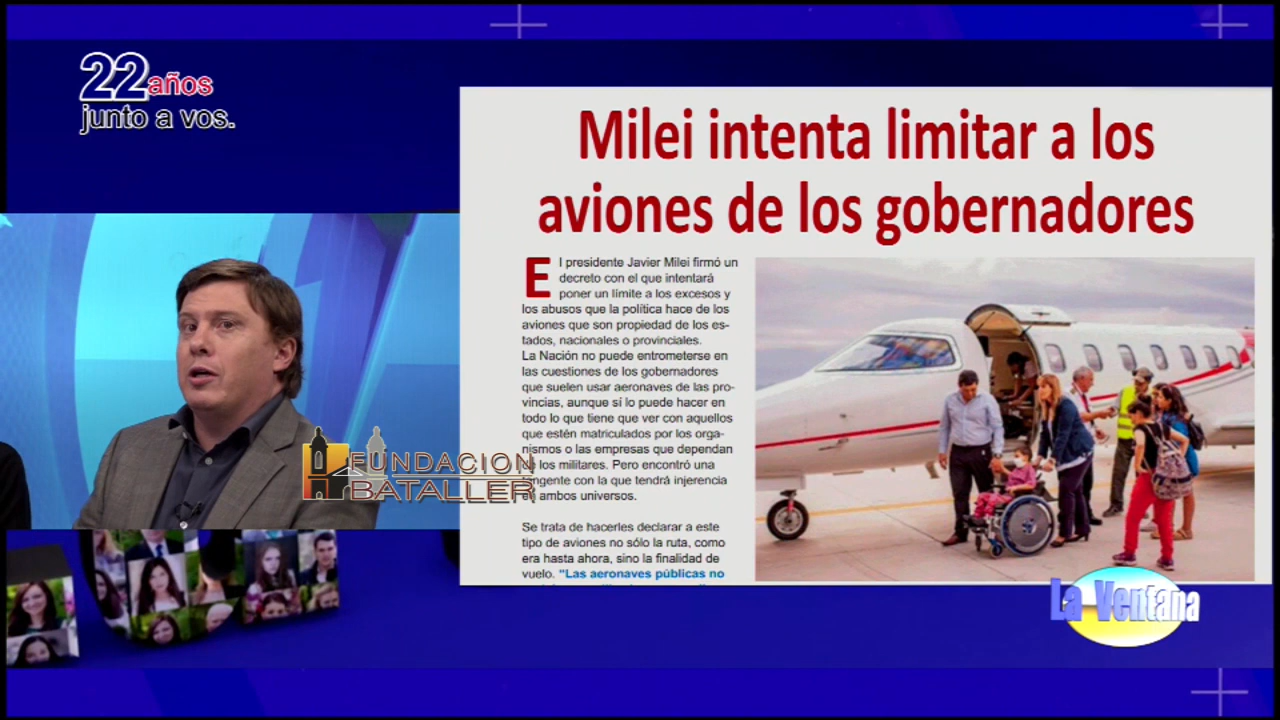 22 años
junto a vos.
Milei intenta limitar a los
aviones de los gobernadores
El presidente Javier Milei firmó un
decreto con el que intentará
poner un límite a los excesos y
los abusos que la política hace de los
aviones que son propiedad de los es-
tados, nacionales o provinciales.
La Nación no puede entrometerse en
las cuestiones de los gobernadores
que suelen usar aeronaves de las pro-
vincias, aunque sí lo puede hacer en
todo lo que tiene que ver con aquellos
que estén matriculados por los orga-
nismos o las empresas que dependan
los militares. Pero encontró una
ngente con la que tendrá injerencia
ambos universos.
Se trata de hacerles declarar a este
tipo de aviones no sólo la ruta, como
era hasta ahora, sino la finalidad de
vuelo. "Las aeronaves públicas no
FUNDACION
BATALLER
La Ventana